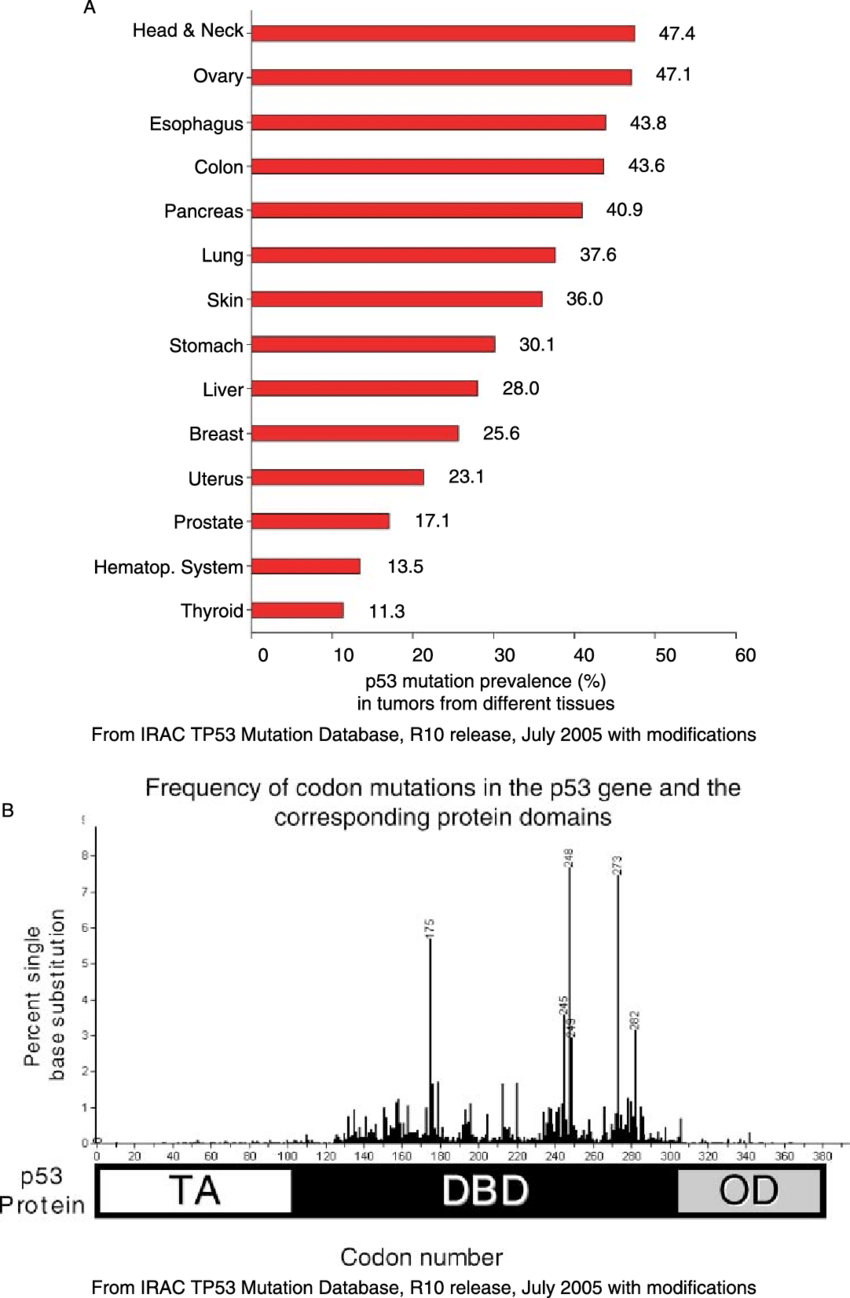 A
Head & Neck 47.4
Ovary 47.1
Esophagus 43.8
Colon 43.6
Pancreas 40.9
Lung 37.6
Skin 36.0
Stomach 30.1
Liver 28.0
Breast 25.6
Uterus 23.1
Prostate 17.1
Hematop. System 13.5
Thyroid 11.3
0 10 20 30 40 50 60
p53 mutation prevalence (%)
in tumors from different tissues
From IRAC TP53 Mutation Database, R10 release, July 2005 with modifications
B
Frequency of codon mutations in the p53 gene and the
corresponding protein domains
Percent single
base substitution
9
8
7
6
5
4
3
2
1
0
175
245
248
249
273
282
0 20 40 60 80 100 120 140 160 180 200 220 240 260 280 300 320 340 360 380
p53
Protein
TA DBD OD
Codon number
From IRAC TP53 Mutation Database, R10 release, July 2005 with modifications